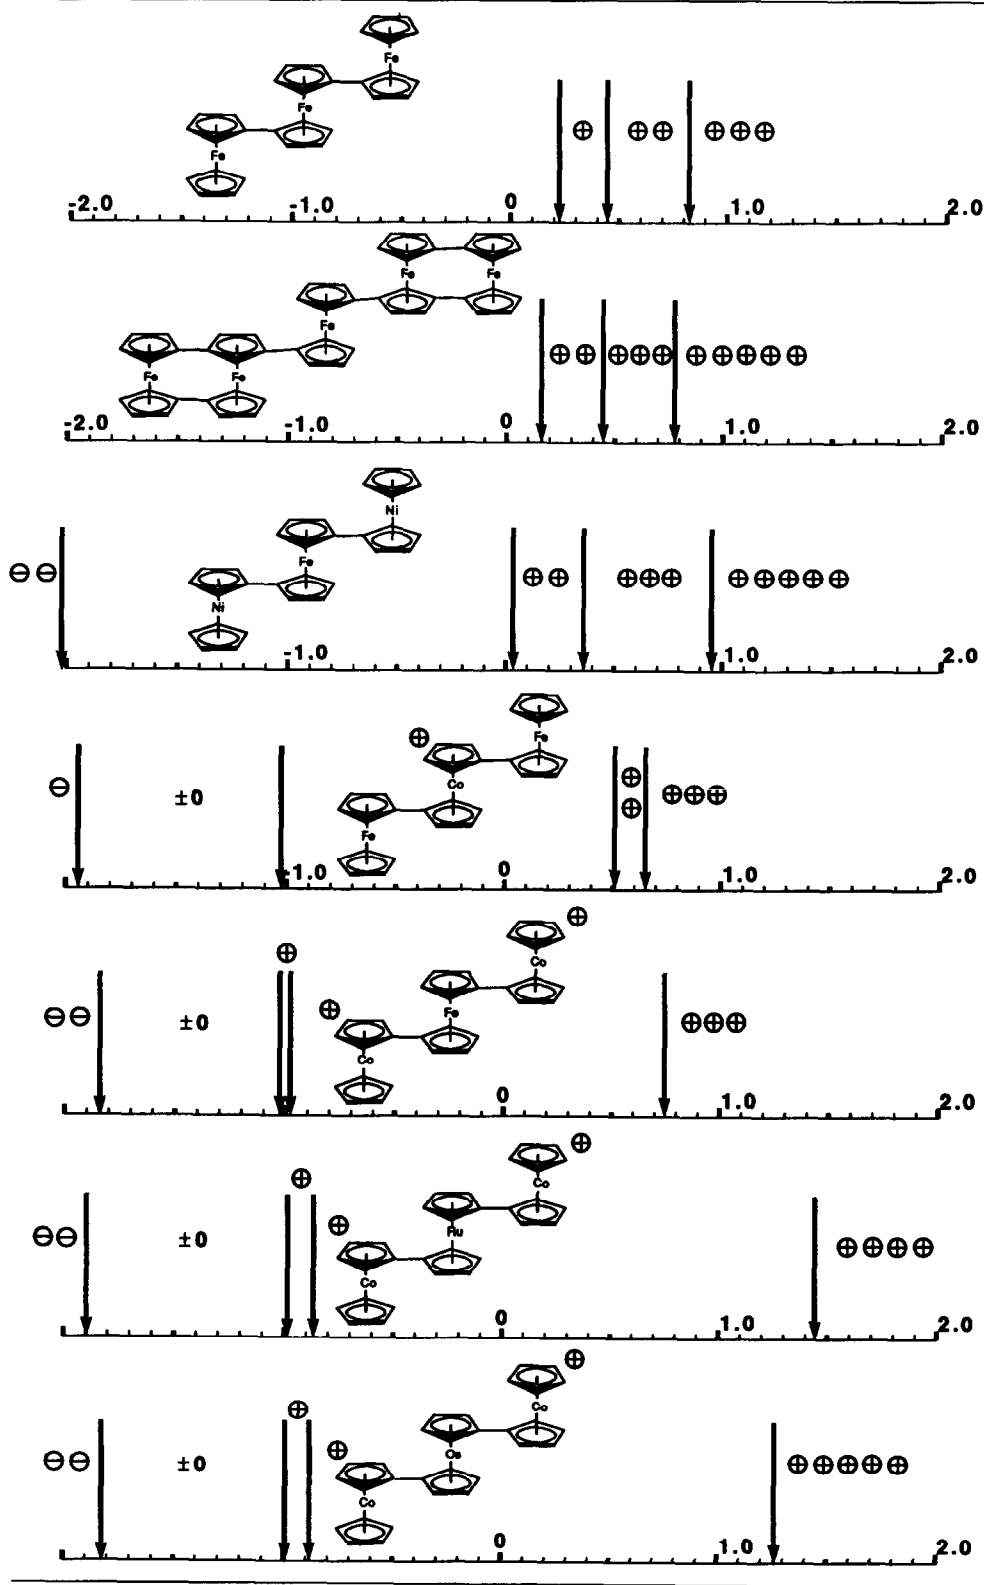 Fe
Fe
Fe
⊕ ⊕⊕ ⊕⊕⊕
-2.0 -1.0 0 1.0 2.0
Fe Fe
Fe
Fe Fe
⊕⊕ ⊕⊕⊕ ⊕⊕⊕⊕⊕
-2.0 -1.0 0 1.0 2.0
Ni
Fe
Ni
⊖⊖ ⊕⊕ ⊕⊕⊕ ⊕⊕⊕⊕⊕
-1.0 1.0 2.0
Fe
⊕
Co
Fe
⊖ ±0 ⊕⊕ ⊕⊕⊕
-1.0 0 1.0 2.0
⊕ ⊕
Co
Fe
⊕
Co
⊖⊖ ±0 ⊕⊕⊕
0 1.0 2.0
⊕ ⊕
Co
Ru
⊕
Co
⊖⊖ ±0 ⊕⊕⊕⊕
0 1.0 2.0
⊕ ⊕
Co
Os
⊕
Co
⊖⊖ ±0 ⊕⊕⊕⊕⊕
0 1.0 2.0